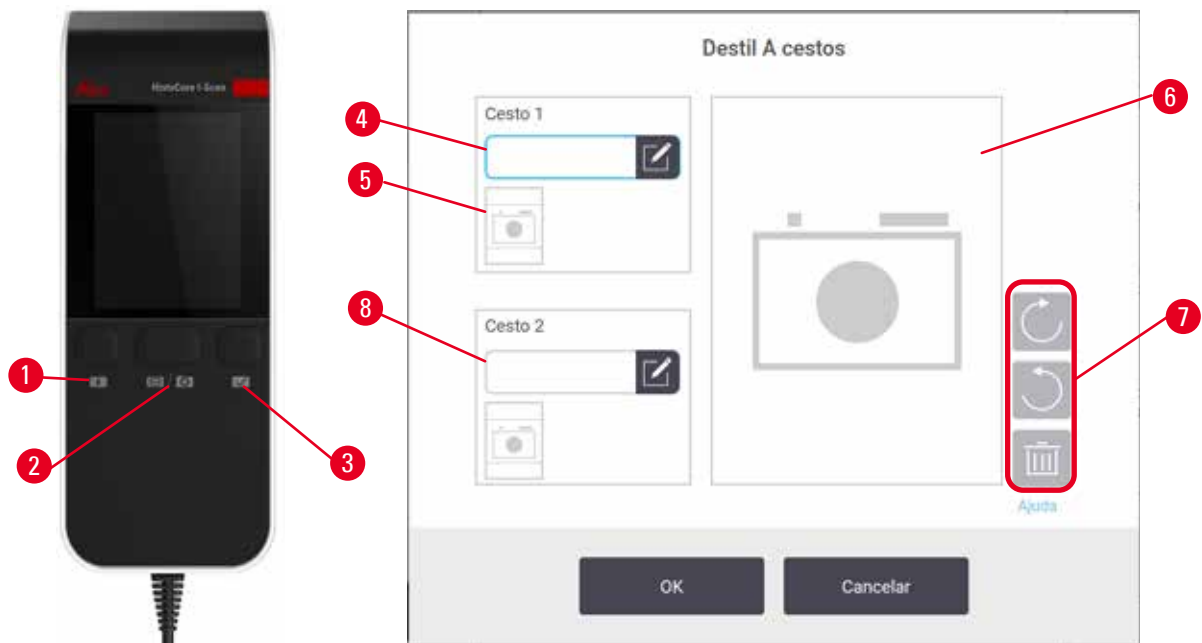 Leica
HistoCore I-Scan
1
2
3
Destil A cestos
Cesto 1
4
5
6
Cesto 2
8
7
Ajuda
OK
Cancelar